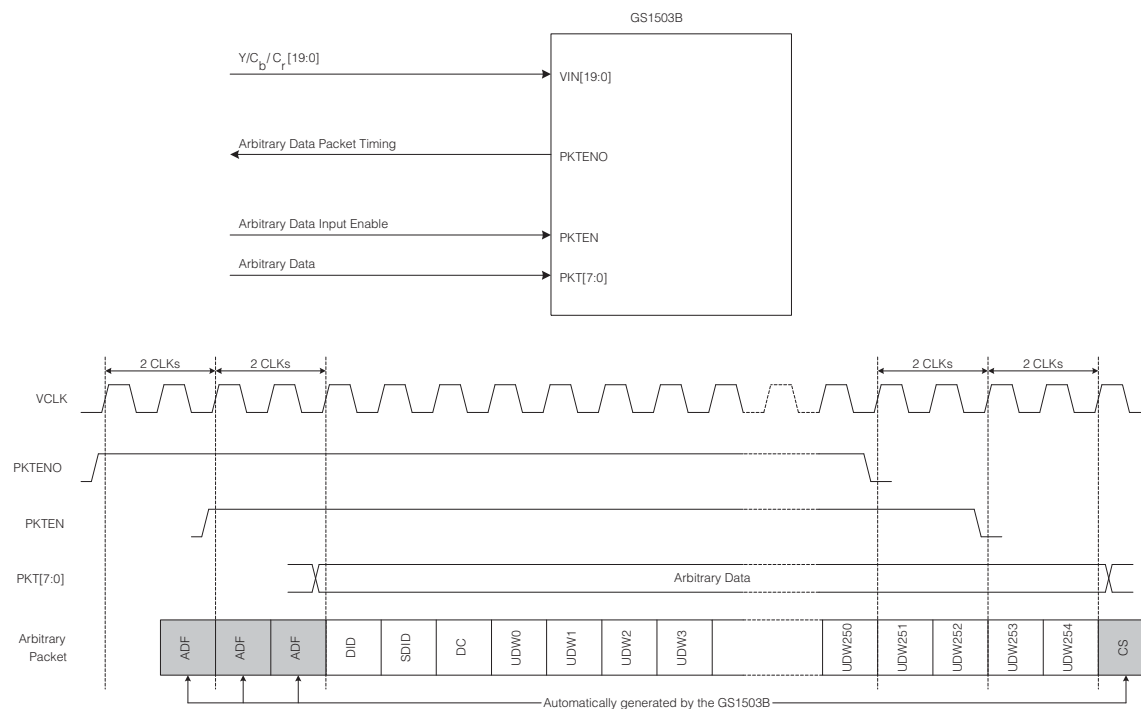 GS1503B
Y/Cb/Cr [19:0]
VIN[19:0]
Arbitrary Data Packet Timing
PKTENO
Arbitrary Data Input Enable
PKTEN
Arbitrary Data
PKT[7:0]
2 CLKs 2 CLKs 2 CLKs 2 CLKs
VCLK
PKTENO
PKTEN
PKT[7:0]
Arbitrary Data
Arbitrary
Packet
ADF ADF ADF DID SDID DC UDW0 UDW1 UDW2 UDW3 UDW250 UDW251 UDW252 UDW253 UDW254 CS
Automatically generated by the GS1503B